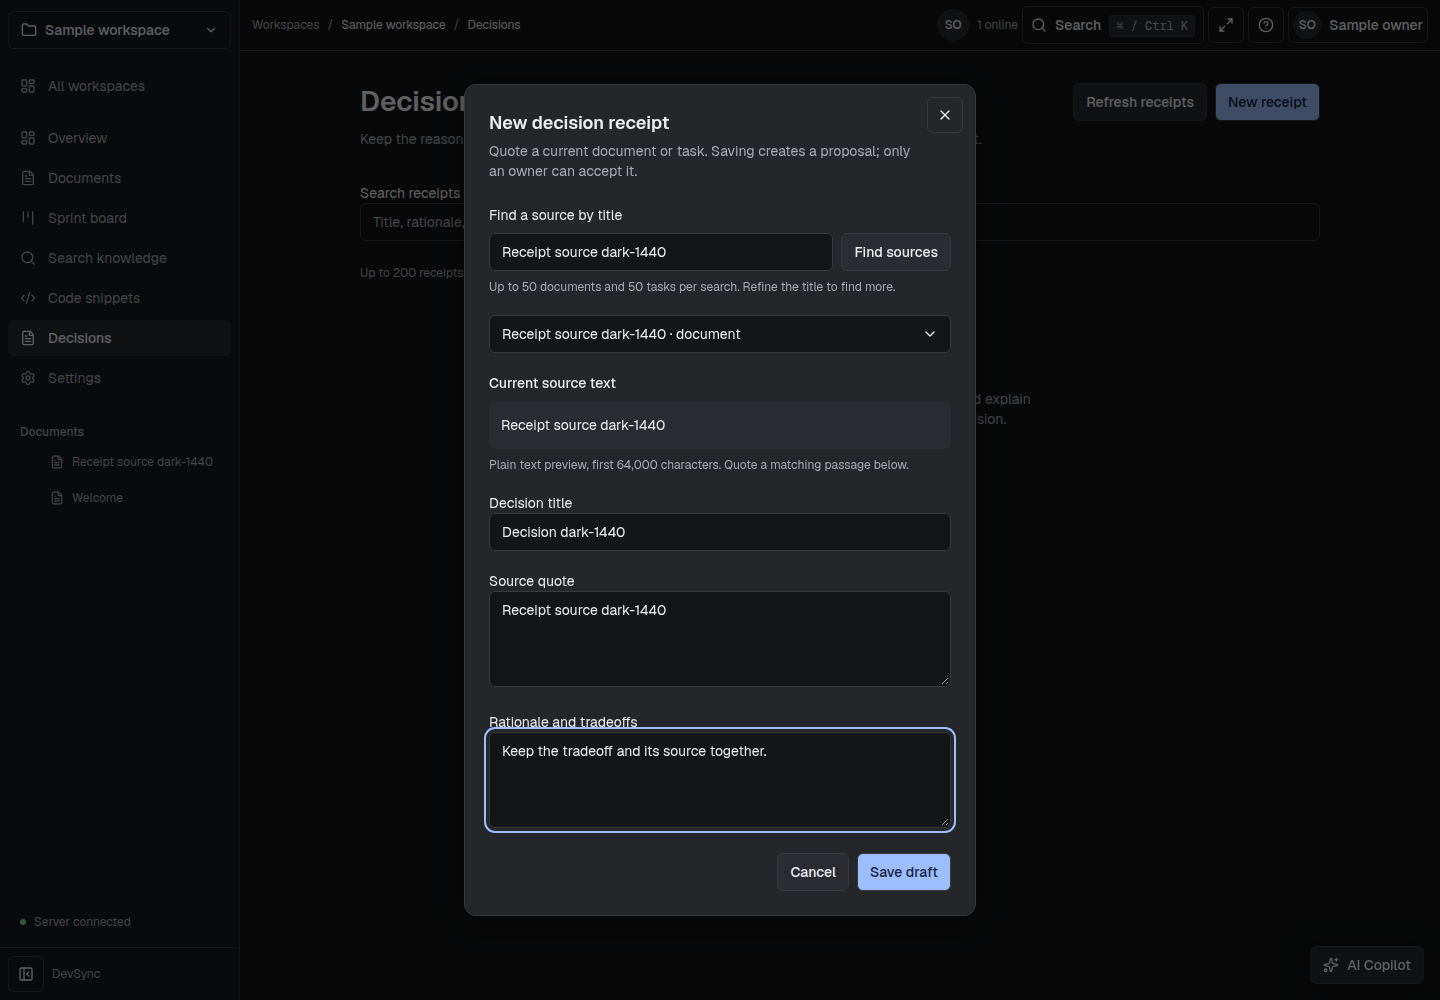 Sample workspace
Workspaces / Sample workspace / Decisions
SO 1 online
Search ⌘ / Ctrl K
SO Sample owner
All workspaces
Overview
Documents
Sprint board
Search knowledge
Code snippets
Decisions
Settings
Documents
Receipt source dark-1440
Welcome
Server connected
DevSync
Refresh receipts
New receipt
Keep the
Search receipts
Title, rationale,
Up to 200 receipts
explain
New decision receipt
Quote a current document or task. Saving creates a proposal; only
an owner can accept it.
Find a source by title
Receipt source dark-1440
Find sources
Up to 50 documents and 50 tasks per search. Refine the title to find more.
Receipt source dark-1440 · document
Current source text
Receipt source dark-1440
Plain text preview, first 64,000 characters. Quote a matching passage below.
Decision title
Decision dark-1440
Source quote
Receipt source dark-1440
Rationale and tradeoffs
Keep the tradeoff and its source together.
Cancel
Save draft
AI Copilot